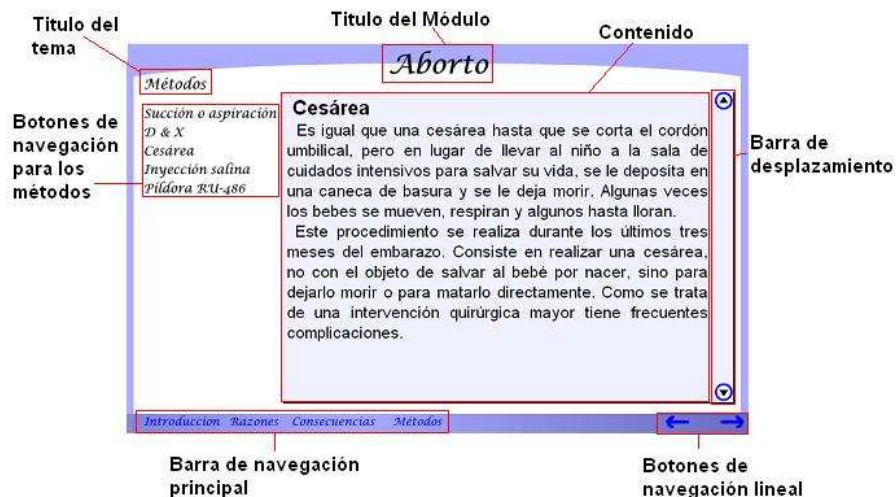 Titulo del Módulo
Titulo del
tema
Contenido
Aborto
Métodos
Succión o aspiración
D & X
Cesárea
Inyección salina
Píldora RU-486
Botones de
navegación
para los
métodos
Cesárea
Es igual que una cesárea hasta que se corta el cordón
umbilical, pero en lugar de llevar al niño a la sala de
cuidados intensivos para salvar su vida, se le deposita en
una caneca de basura y se le deja morir. Algunas veces
los bebes se mueven, respiran y algunos hasta lloran.
Este procedimiento se realiza durante los últimos tres
meses del embarazo. Consiste en realizar una cesárea,
no con el objeto de salvar al bebé por nacer, sino para
dejarlo morir o para matarlo directamente. Como se trata
de una intervención quirúrgica mayor tiene frecuentes
complicaciones.
Barra de
desplazamiento
Introduccion Razones Consecuencias Métodos
Barra de navegación
principal
Botones de
navegación lineal